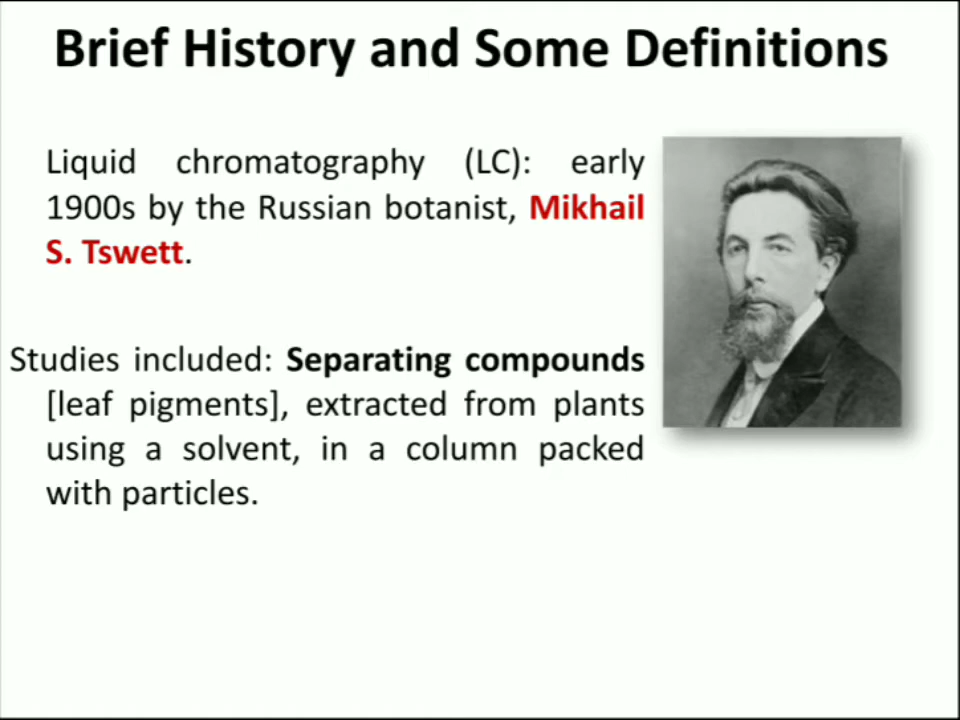 Brief History and Some Definitions
Liquid chromatography (LC): early
1900s by the Russian botanist, Mikhail
S. Tswett.
Studies included: Separating compounds
[leaf pigments], extracted from plants
using a solvent, in a column packed
with particles.